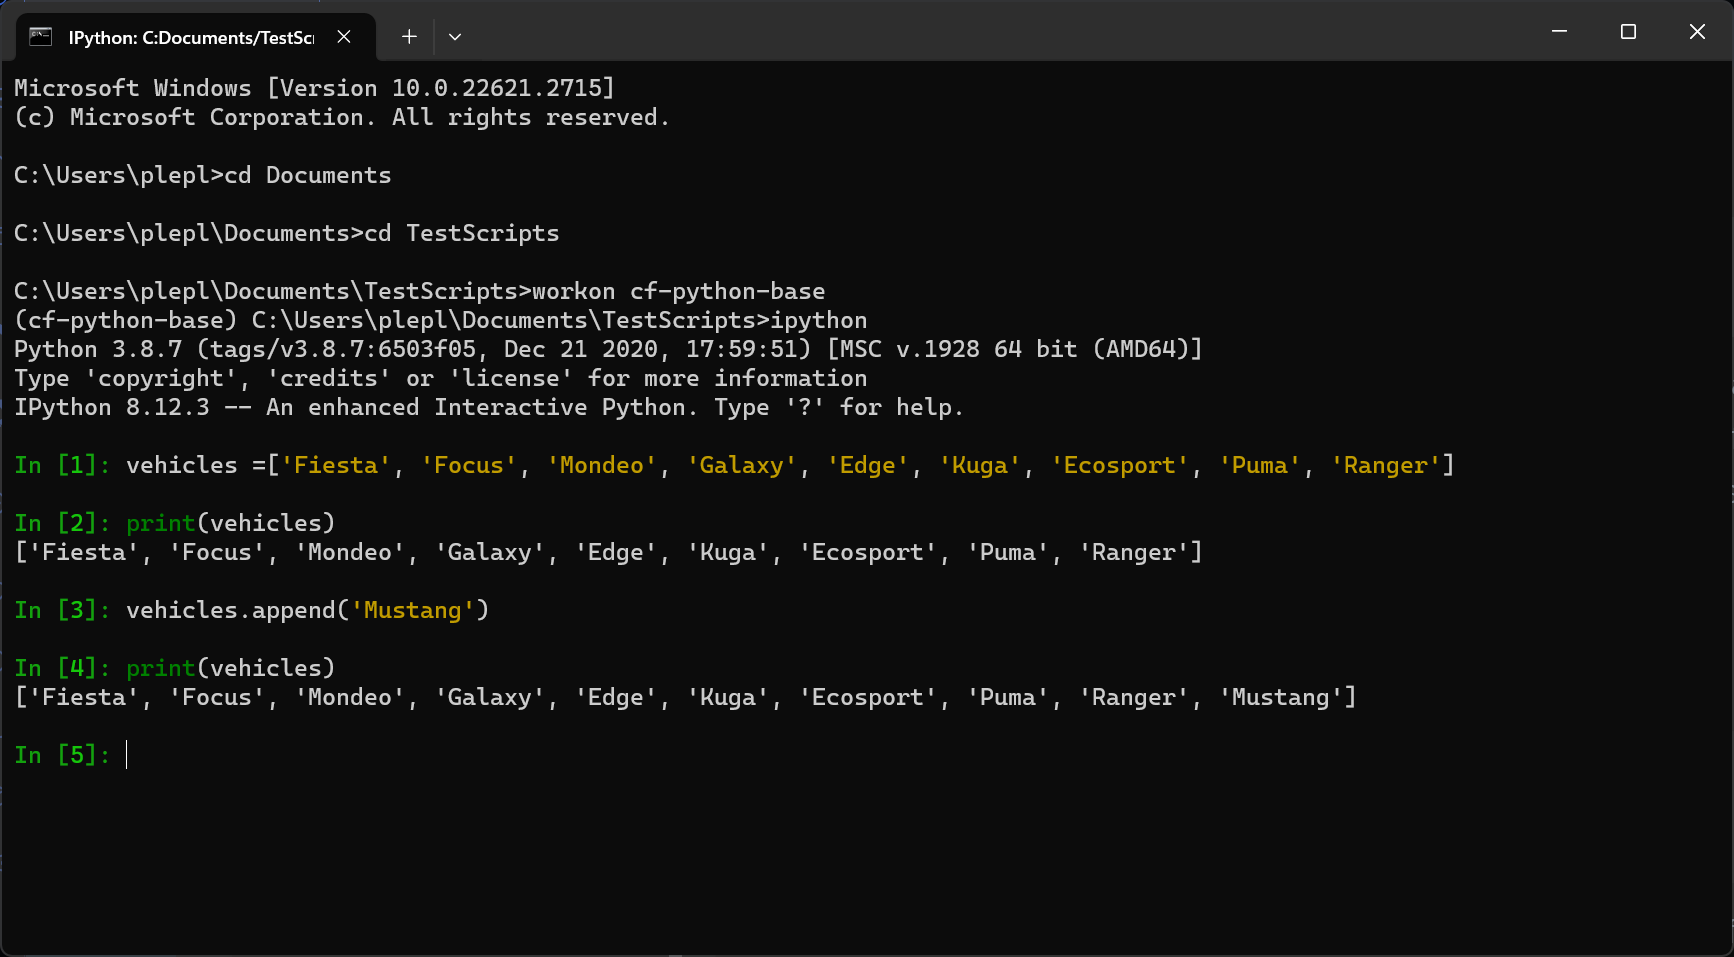 IPython: C:Documents/TestScr
Microsoft Windows [Version 10.0.22621.2715]
(c) Microsoft Corporation. All rights reserved.
C:\Users\plepl>cd Documents
C:\Users\plepl\Documents>cd TestScripts
C:\Users\plepl\Documents\TestScripts>workon cf-python-base
(cf-python-base) C:\Users\plepl\Documents\TestScripts>ipython
Python 3.8.7 (tags/v3.8.7:6503f05, Dec 21 2020, 17:59:51) [MSC v.1928 64 bit (AMD64)]
Type 'copyright', 'credits' or 'license' for more information
IPython 8.12.3 -- An enhanced Interactive Python. Type '?' for help.
In [1]: vehicles =['Fiesta', 'Focus', 'Mondeo', 'Galaxy', 'Edge', 'Kuga', 'Ecosport', 'Puma', 'Ranger']
In [2]: print(vehicles)
['Fiesta', 'Focus', 'Mondeo', 'Galaxy', 'Edge', 'Kuga', 'Ecosport', 'Puma', 'Ranger']
In [3]: vehicles.append('Mustang')
In [4]: print(vehicles)
['Fiesta', 'Focus', 'Mondeo', 'Galaxy', 'Edge', 'Kuga', 'Ecosport', 'Puma', 'Ranger', 'Mustang']
In [5]: